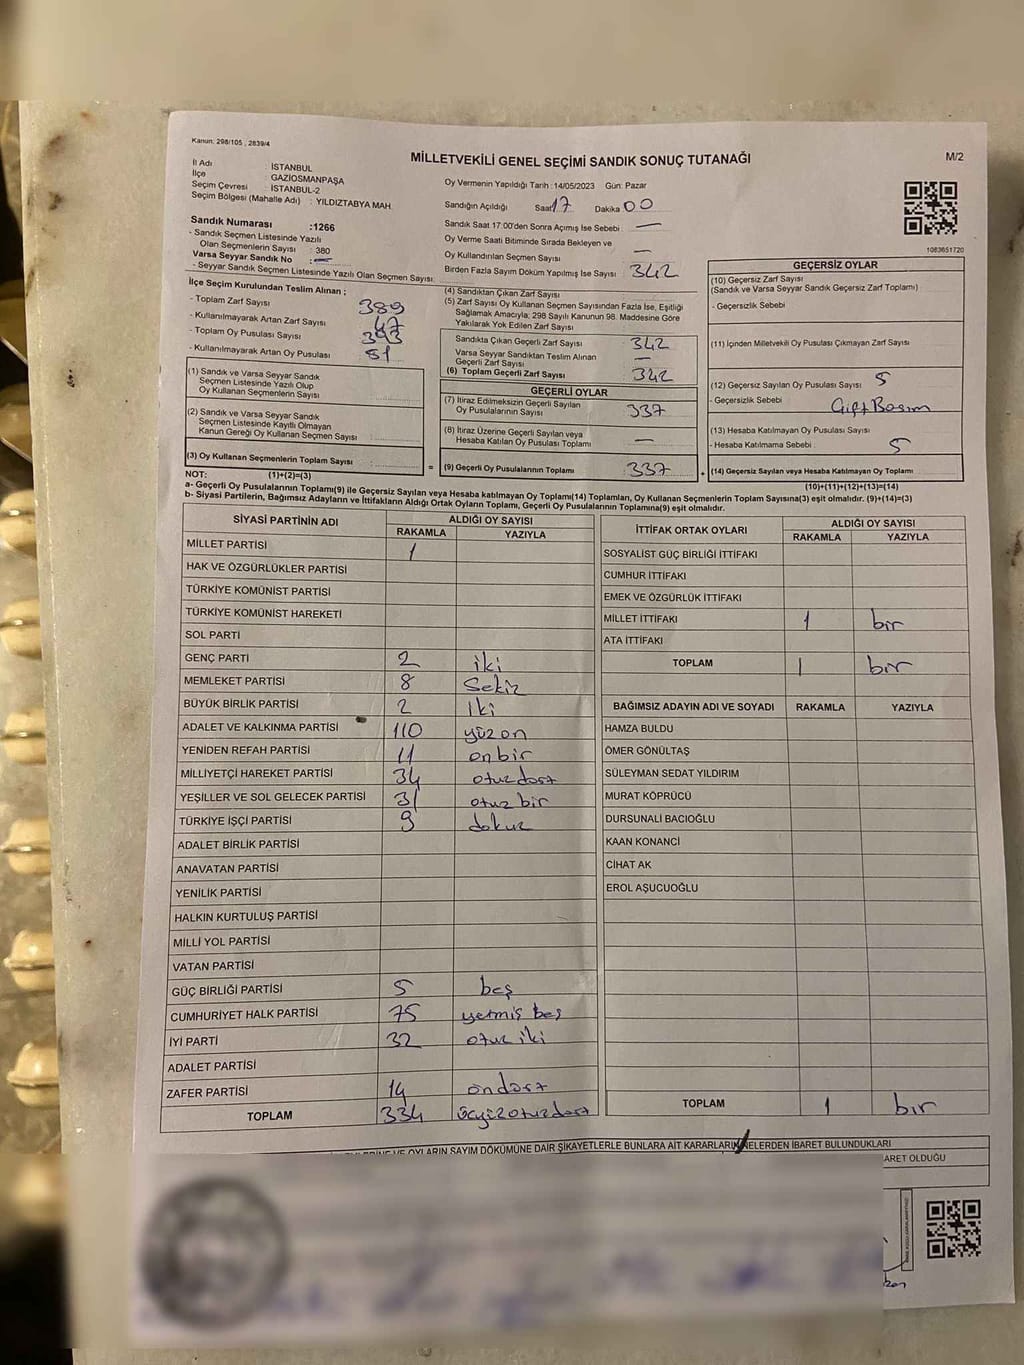 Kanun: 298/105 , 2839/4
MİLLETVEKİLİ GENEL SEÇİMİ SANDIK SONUÇ TUTANAĞI
M/2
İl Adı : İSTANBUL
İlçe GAZİOSMANPAŞA
Seçim Çevresi : İSTANBUL-2
Seçim Bölgesi (Mahalle Adı) : YILDIZTABYA MAH.
Oy Vermenin Yapıldığı Tarih :14/05/2023 Gün: Pazar
Sandığın Açıldığı Saat 17 Dakika 00
Sandık Saat 17:00'den Sonra Açımış İse Sebebi : —
Oy Verme Saati Bitiminde Sırada Bekleyen ve
Oy Kullandırılan Seçmen Sayısı —
Birden Fazla Sayım Döküm Yapılmış İse Sayısı : 342
1083651720
Sandık Numarası :1266
- Sandık Seçmen Listesinde Yazılı
Olan Seçmenlerin Sayısı : 380
Varsa Seyyar Sandık No : —
- Seyyar Sandık Seçmen Listesinde Yazılı Olan Seçmen Sayısı:
İlçe Seçim Kurulundan Teslim Alınan ;
- Toplam Zarf Sayısı 389
- Kullanılmayarak Artan Zarf Sayısı 47
- Toplam Oy Pusulası Sayısı 393
- Kullanılmayarak Artan Oy Pusulası 51
(1) Sandık ve Varsa Seyyar Sandık
Seçmen Listesinde Yazılı Olup
Oy Kullanan Seçmenlerin Sayısı
(2) Sandık ve Varsa Seyyar Sandık
Seçmen Listesinde Kayıtlı Olmayan
Kanun Gereği Oy Kullanan Seçmen Sayısı
(3) Oy Kullanan Seçmenlerin Toplam Sayısı
(1)+(2)=(3)
(4) Sandıktan Çıkan Zarf Sayısı
(5) Zarf Sayısı Oy Kullanan Seçmen Sayısından Fazla İse, Eşitliği
Sağlamak Amacıyla; 298 Sayılı Kanunun 98. Maddesine Göre
Yakılarak Yok Edilen Zarf Sayısı
Sandıkta Çıkan Geçerli Zarf Sayısı 342
Varsa Seyyar Sandıktan Teslim Alınan
Geçerli Zarf Sayısı —
(6) Toplam Geçerli Zarf Sayısı 342
GEÇERLİ OYLAR
(7) İtiraz Edilmeksizin Geçerli Sayılan
Oy Pusulalarının Sayısı 337
(8) İtiraz Üzerine Geçerli Sayılan veya
Hesaba Katılan Oy Pusulası Toplamı —
= (9) Geçerli Oy Pusulalarının Toplamı : 337
GEÇERSİZ OYLAR
(10) Geçersiz Zarf Sayısı
(Sandık ve Varsa Seyyar Sandık Geçersiz Zarf Toplamı)
- Geçersizlik Sebebi
(11) İçinden Milletvekili Oy Pusulası Çıkmayan Zarf Sayısı
(12) Geçersiz Sayılan Oy Pusulası Sayısı 5
- Geçersizlik Sebebi Çift Basım
(13) Hesaba Katılmayan Oy Pusulası Sayısı
- Hesaba Katılmama Sebebi 5
+ (14) Geçersiz Sayılan veya Hesaba Katılmayan Oy Toplamı
(10)+(11)+(12)+(13)=(14)
NOT:
a- Geçerli Oy Pusulalarının Toplamı(9) ile Geçersiz Sayılan veya Hesaba katılmayan Oy Toplamı(14) Toplamları, Oy Kullanan Seçmenlerin Toplam Sayısına(3) eşit olmalıdır. (9)+(14)=(3)
b- Siyasi Partilerin, Bağımsız Adayların ve İttifakların Aldığı Ortak Oyların Toplamı, Geçerli Oy Pusulalarının Toplamına(9) eşit olmalıdır.
SİYASİ PARTİNİN ADI ALDIĞI OY SAYISI
RAKAMLA YAZIYLA
MİLLET PARTİSİ 1
HAK VE ÖZGÜRLÜKLER PARTİSİ
TÜRKİYE KOMÜNİST PARTİSİ
TÜRKİYE KOMÜNİST HAREKETİ
SOL PARTİ
GENÇ PARTİ 2 iki
MEMLEKET PARTİSİ 8 Sekiz
BÜYÜK BİRLİK PARTİSİ 2 iki
ADALET VE KALKINMA PARTİSİ 110 yüz on
YENİDEN REFAH PARTİSİ 11 on bir
MİLLİYETÇİ HAREKET PARTİSİ 34 otuz dört
YEŞİLLER VE SOL GELECEK PARTİSİ 31 otuz bir
TÜRKİYE İŞÇİ PARTİSİ 9 dokuz
ADALET BİRLİK PARTİSİ
ANAVATAN PARTİSİ
YENİLİK PARTİSİ
HALKIN KURTULUŞ PARTİSİ
MİLLİ YOL PARTİSİ
VATAN PARTİSİ
GÜÇ BİRLİĞİ PARTİSİ 5 beş
CUMHURİYET HALK PARTİSİ 75 yetmiş beş
İYİ PARTİ 32 otuz iki
ADALET PARTİSİ
ZAFER PARTİSİ 14 on dört
TOPLAM 334 üçyüz otuz dört
İTTİFAK ORTAK OYLARI ALDIĞI OY SAYISI
RAKAMLA YAZIYLA
SOSYALİST GÜÇ BİRLİĞİ İTTİFAKI
CUMHUR İTTİFAKI
EMEK VE ÖZGÜRLÜK İTTİFAKI
MİLLET İTTİFAKI 1 bir
ATA İTTİFAKI
TOPLAM 1 bir
BAĞIMSIZ ADAYIN ADI VE SOYADI RAKAMLA YAZIYLA
HAMZA BULDU
ÖMER GÖNÜLTAŞ
SÜLEYMAN SEDAT YILDIRIM
MURAT KÖPRÜCÜ
DURSUNALİ BACIOĞLU
KAAN KONANCİ
CİHAT AK
EROL AŞUCUOĞLU
TOPLAM 1 bir
VE OYLARIN SAYIM DÖKÜMÜNE DAİR ŞİKAYETLERLE BUNLARA AİT KARARLARIN NELERDEN İBARET BULUNDUKLARI
ARET OLDUĞU